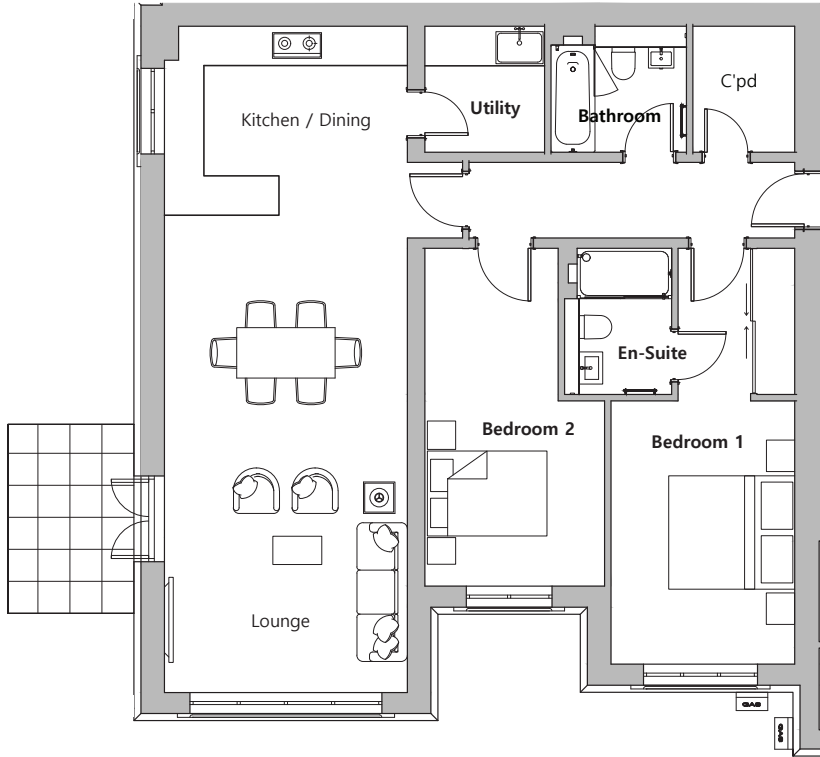 C'pd
Kitchen / Dining
Utility
Bathroom
En-Suite
Bedroom 2
Bedroom 1
Lounge
GAS
GAS